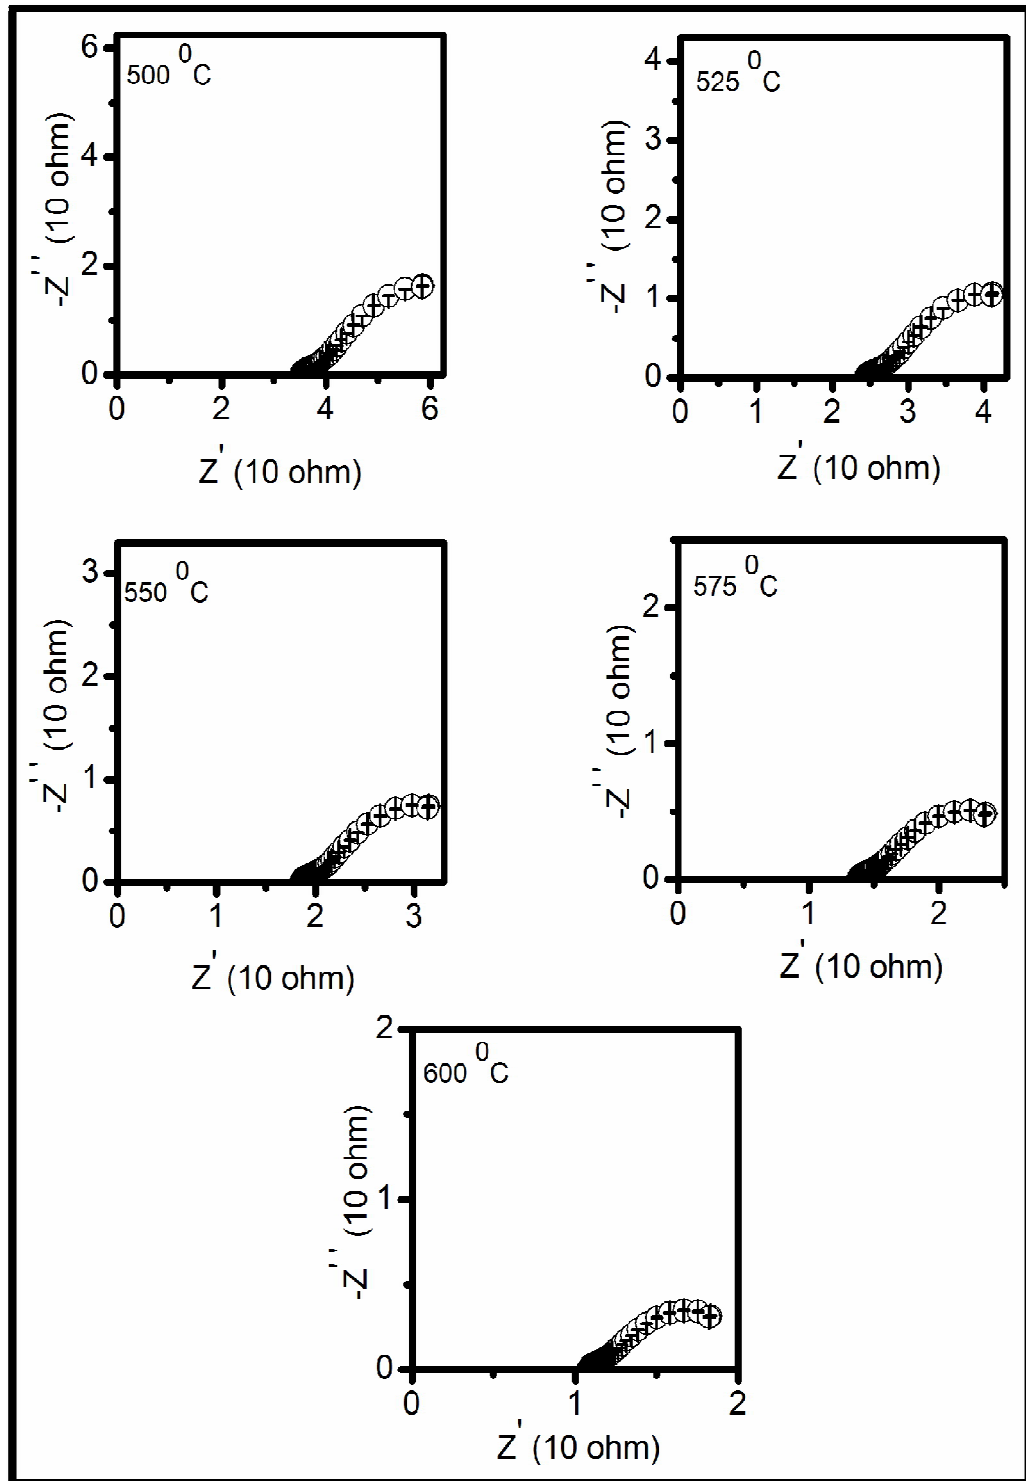 500 ⁰C
6
4
2
0
-Z'' (10 ohm)
0 2 4 6
Z' (10 ohm)
525 ⁰C
4
3
2
1
0
-Z'' (10 ohm)
0 1 2 3 4
Z' (10 ohm)
550 ⁰C
3
2
1
0
-Z'' (10 ohm)
0 1 2 3
Z' (10 ohm)
575 ⁰C
2
1
0
-Z'' (10 ohm)
0 1 2
Z' (10 ohm)
600 ⁰C
2
1
0
-Z'' (10 ohm)
0 1 2
Z' (10 ohm)